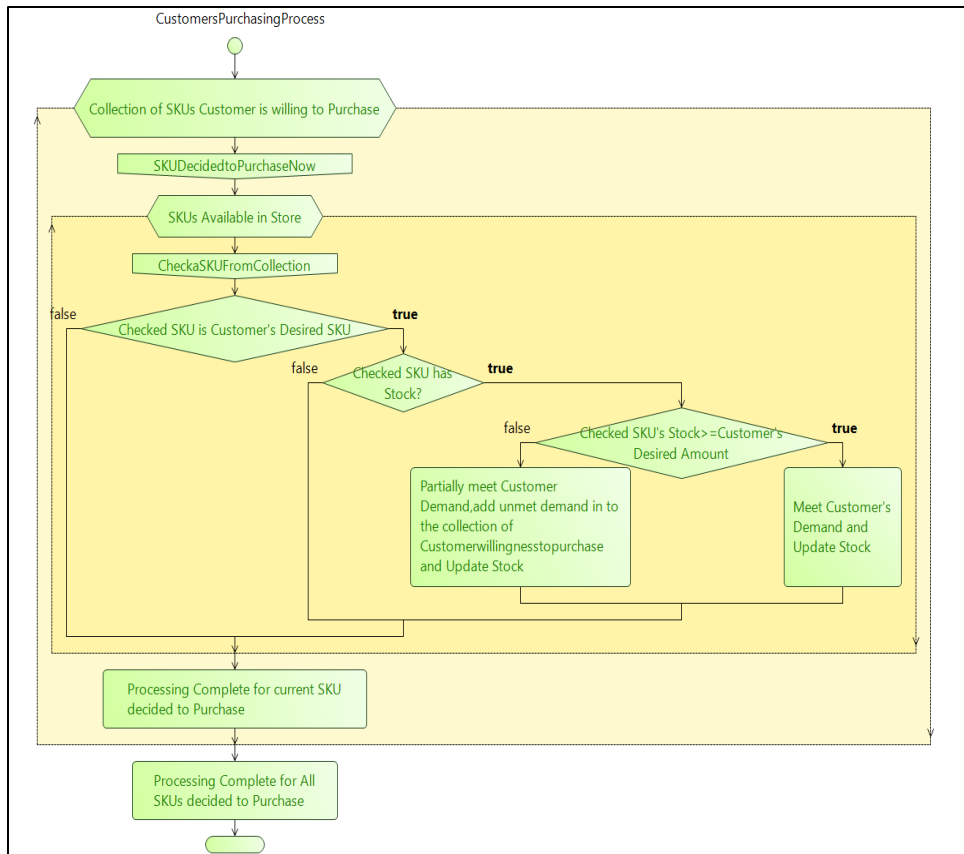 CustomersPurchasingProcess
Collection of SKUs Customer is willing to Purchase
SKUDecidedtoPurchaseNow
SKUs Available in Store
CheckaSKUFromCollection
false
true
Checked SKU is Customer's Desired SKU
false
true
Checked SKU has
Stock?
false
true
Checked SKU's Stock>=Customer's
Desired Amount
Partially meet Customer
Demand,add unmet demand in to
the collection of
Customerwillingnesstopurchase
and Update Stock
Meet Customer's
Demand and
Update Stock
Processing Complete for current SKU
decided to Purchase
Processing Complete for All
SKUs decided to Purchase